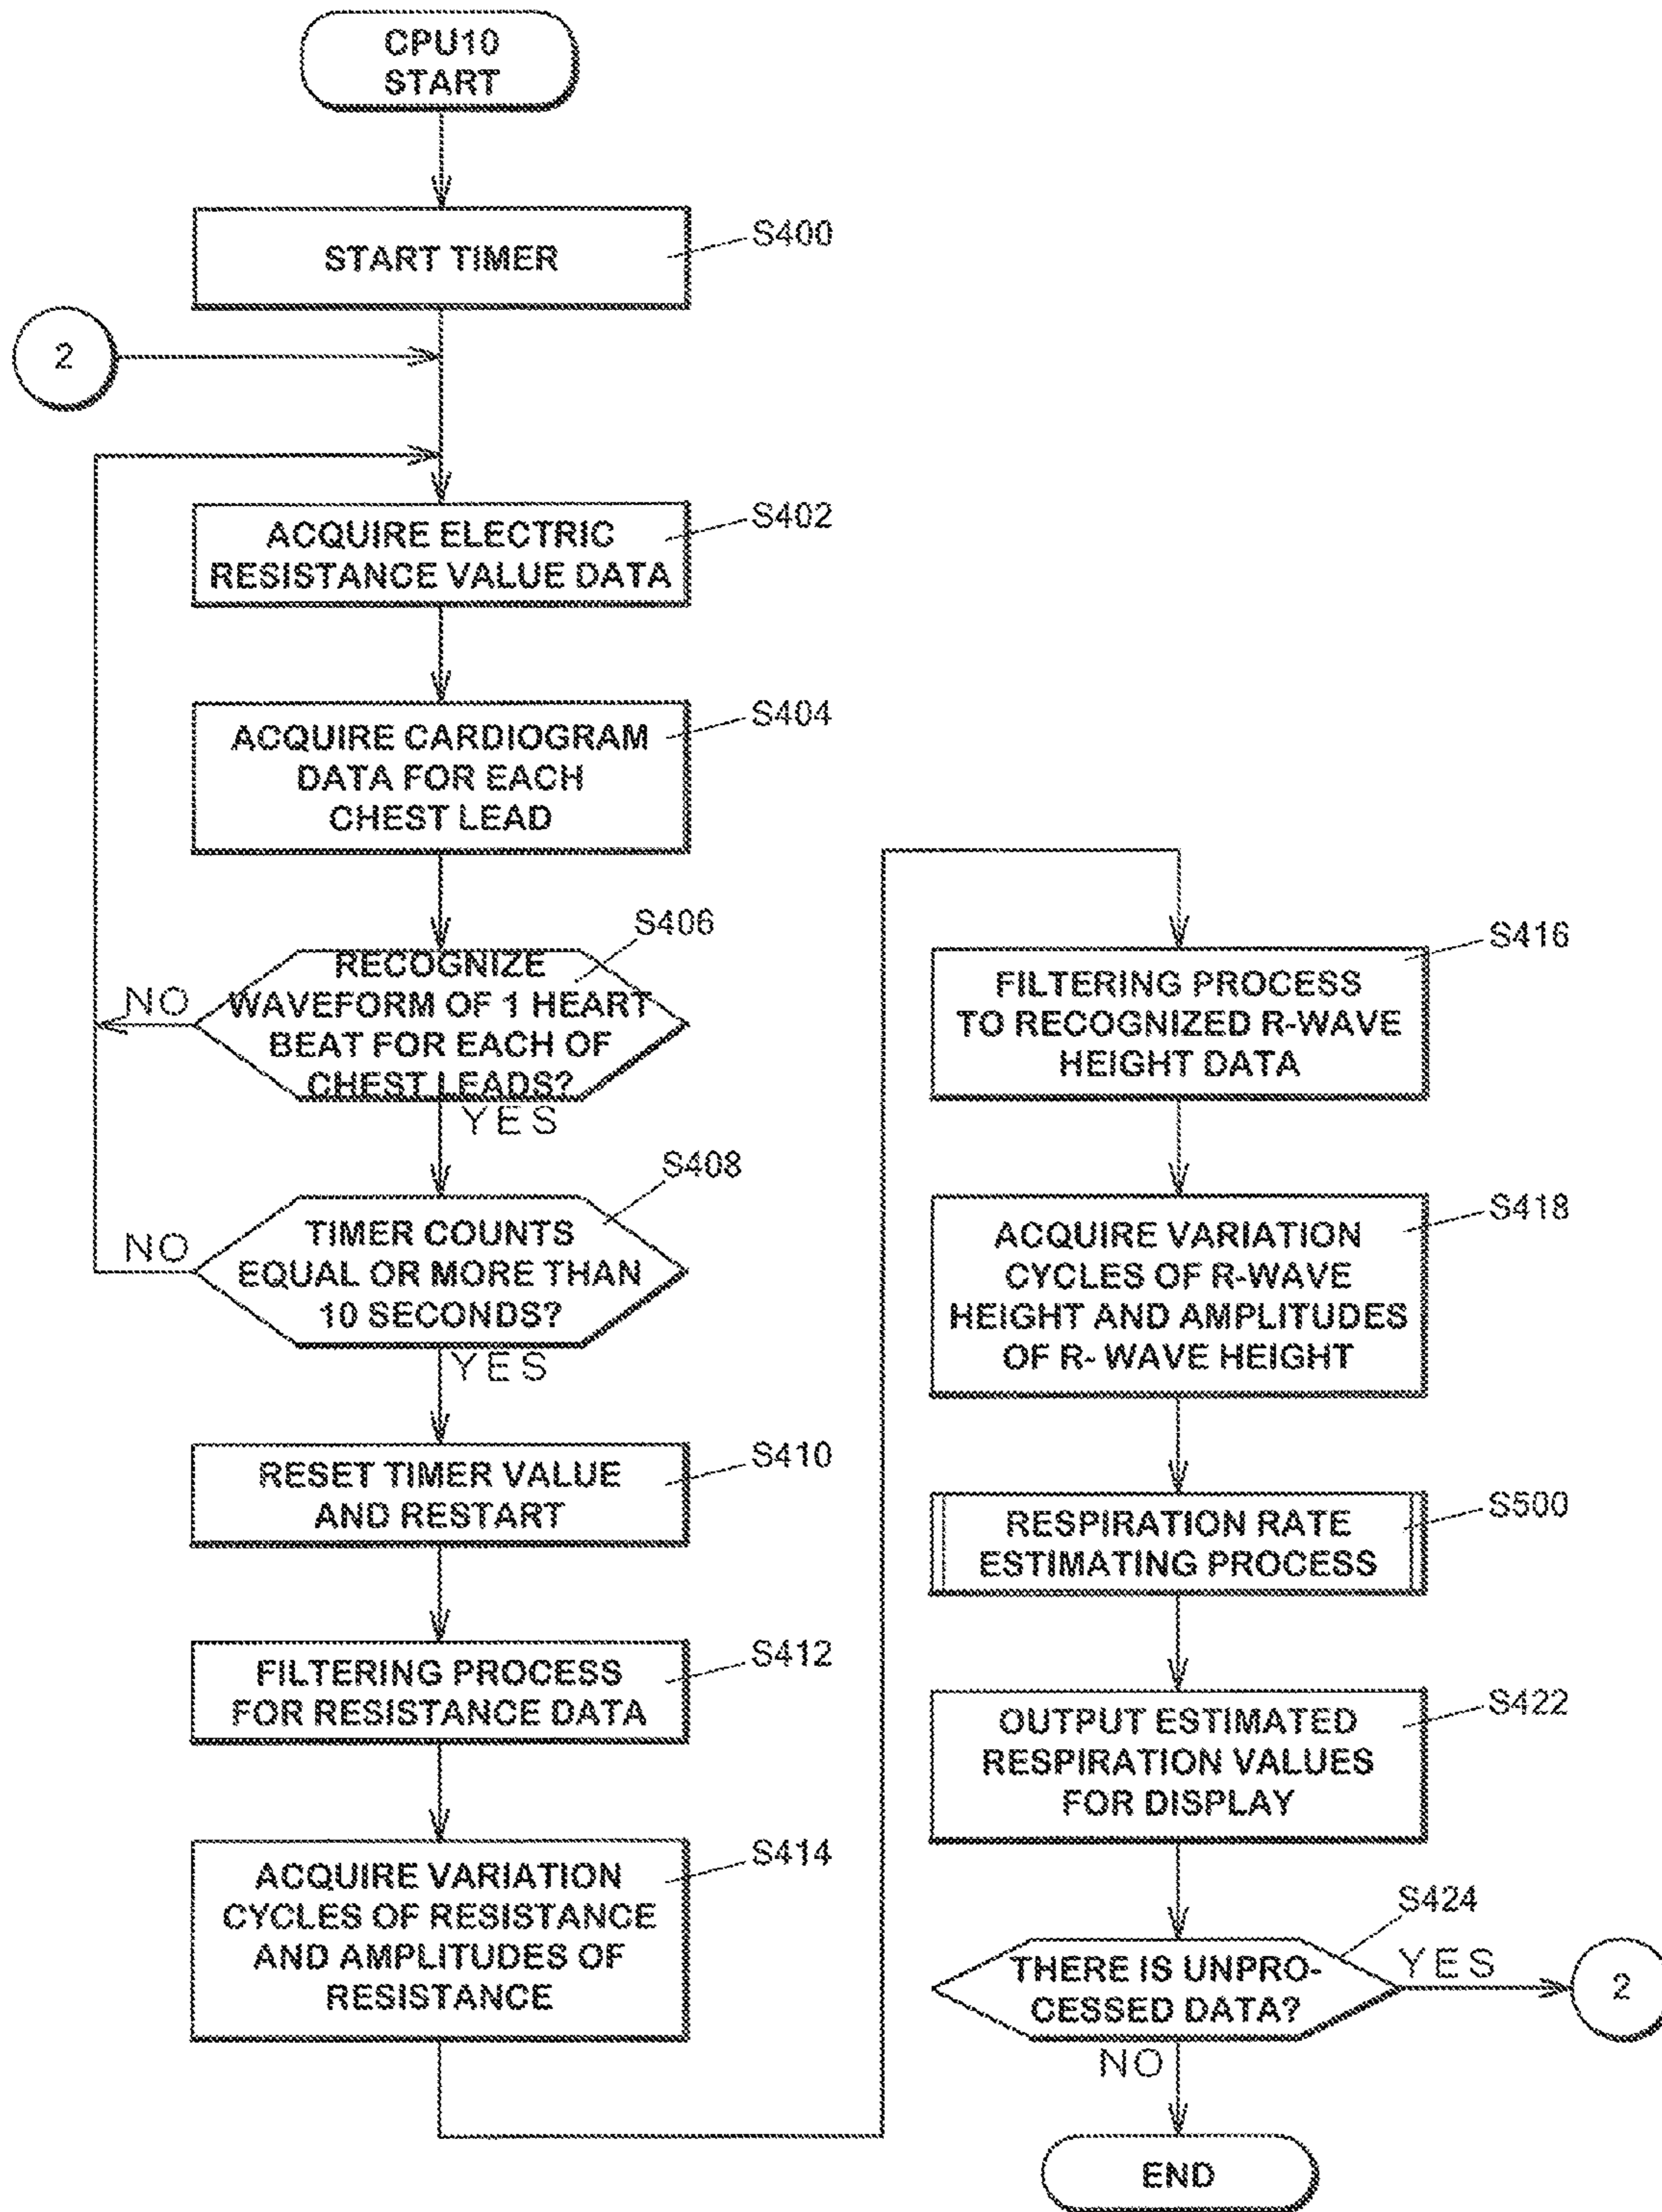 CPU10
START
START TIMER
S400
2
ACQUIRE ELECTRIC
RESISTANCE VALUE DATA
S402
ACQUIRE CARDIOGRAM
DATA FOR EACH
CHEST LEAD
S404
RECOGNIZE
WAVEFORM OF 1 HEART
BEAT FOR EACH OF
CHEST LEADS?
S406
NO
YES
TIMER COUNTS
EQUAL OR MORE THAN
10 SECONDS?
S408
NO
YES
RESET TIMER VALUE
AND RESTART
S410
FILTERING PROCESS
FOR RESISTANCE DATA
S412
ACQUIRE VARIATION
CYCLES OF RESISTANCE
AND AMPLITUDES OF
RESISTANCE
S414
FILTERING PROCESS
TO RECOGNIZED R-WAVE
HEIGHT DATA
S416
ACQUIRE VARIATION
CYCLES OF R-WAVE
HEIGHT AND AMPLITUDES
OF R- WAVE HEIGHT
S418
RESPIRATION RATE
ESTIMATING PROCESS
S500
OUTPUT ESTIMATED
RESPIRATION VALUES
FOR DISPLAY
S422
THERE IS UNPRO-
CESSED DATA?
S424
YES
2
NO
END